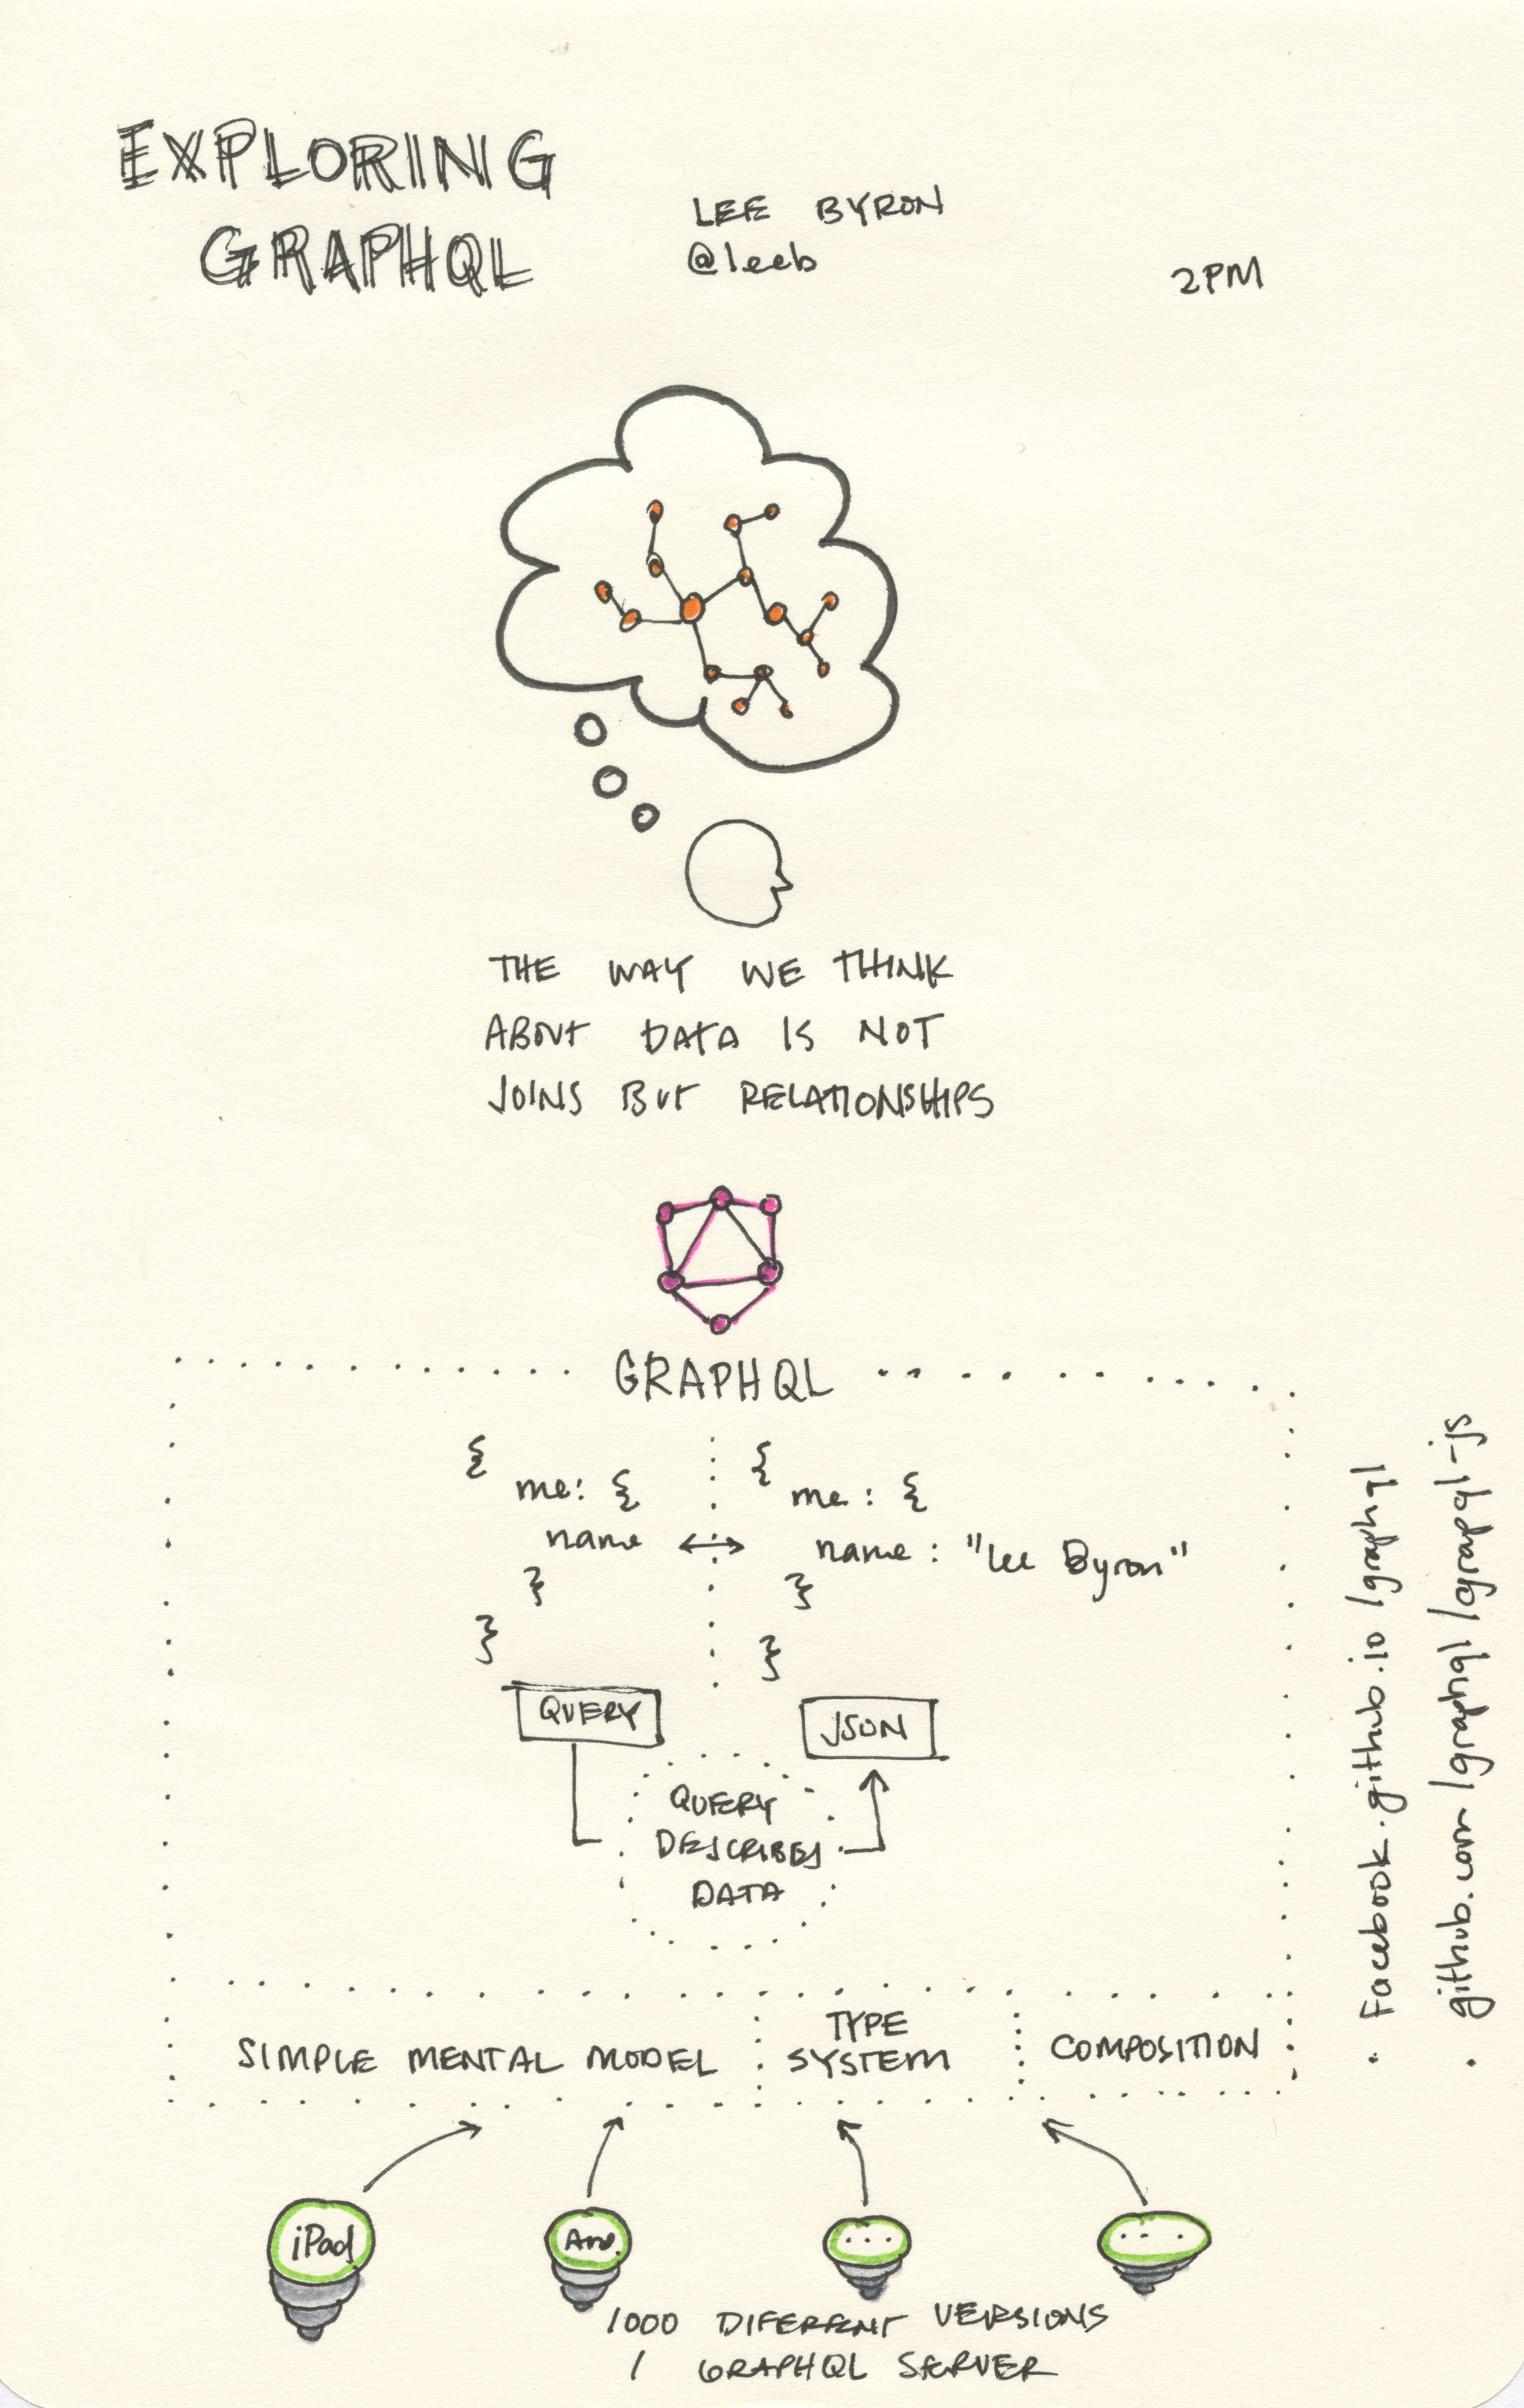 EXPLORING
GRAPHQL
LEE BYRON
@leeb
2PM
THE WAY WE THINK
ABOUT DATA IS NOT
JOINS BUT RELATIONSHIPS
GRAPHQL
{
me: {
name
}
}
{
me: {
name: "Lee Byron"
}
}
QUERY
JSON
QUERY
DESCRIBES
DATA
SIMPLE MENTAL MODEL
TYPE
SYSTEM
COMPOSITION
· Facebook.github.io/graphql
· github.com/graphql/graphql-js
iPad
And.
...
...
1000 DIFERENT VERSIONS
1 GRAPHQL SERVER